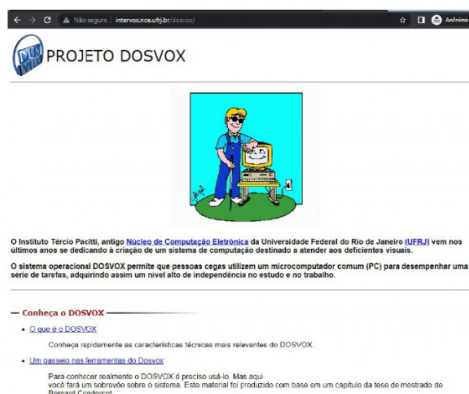 Não seguro | intervox.nce.ufrj.br/dosvox/
Anônima
PROJETO DOSVOX
O Instituto Tércio Pacitti, antigo Núcleo de Computação Eletrônica da Universidade Federal do Rio de Janeiro (UFRJ) vem nos
últimos anos se dedicando à criação de um sistema de computação destinado a atender aos deficientes visuais.
O sistema operacional DOSVOX permite que pessoas cegas utilizem um microcomputador comum (PC) para desempenhar uma
série de tarefas, adquirindo assim um nível alto de independência no estudo e no trabalho.
Conheça o DOSVOX
O que é o DOSVOX
Conheça rapidamente as características técnicas mais relevantes do DOSVOX.
Um passeio nas ferramentas do Dosvox
Para conhecer realmente o DOSVOX é preciso usá-lo. Mas aqui
você fará um sobrevôo sobre o sistema. Este material foi produzido com base em um capítulo da tese de mestrado de
Bernard Condorcet